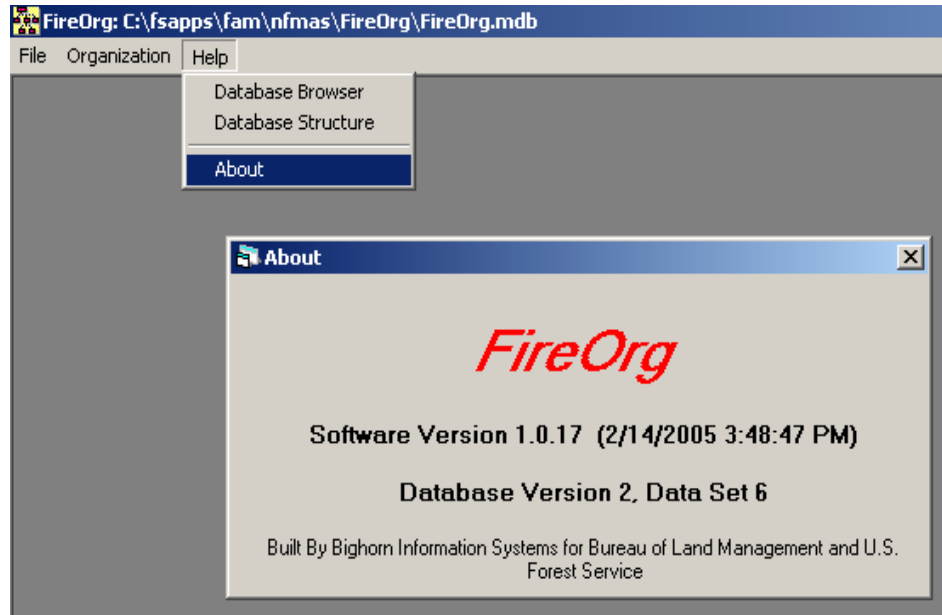 FireOrg: C:\fsapps\fam\nfmas\FireOrg\FireOrg.mdb
File Organization Help
Database Browser
Database Structure
About
About
FireOrg
Software Version 1.0.17 (2/14/2005 3:48:47 PM)
Database Version 2, Data Set 6
Built By Bighorn Information Systems for Bureau of Land Management and U.S.
Forest Service